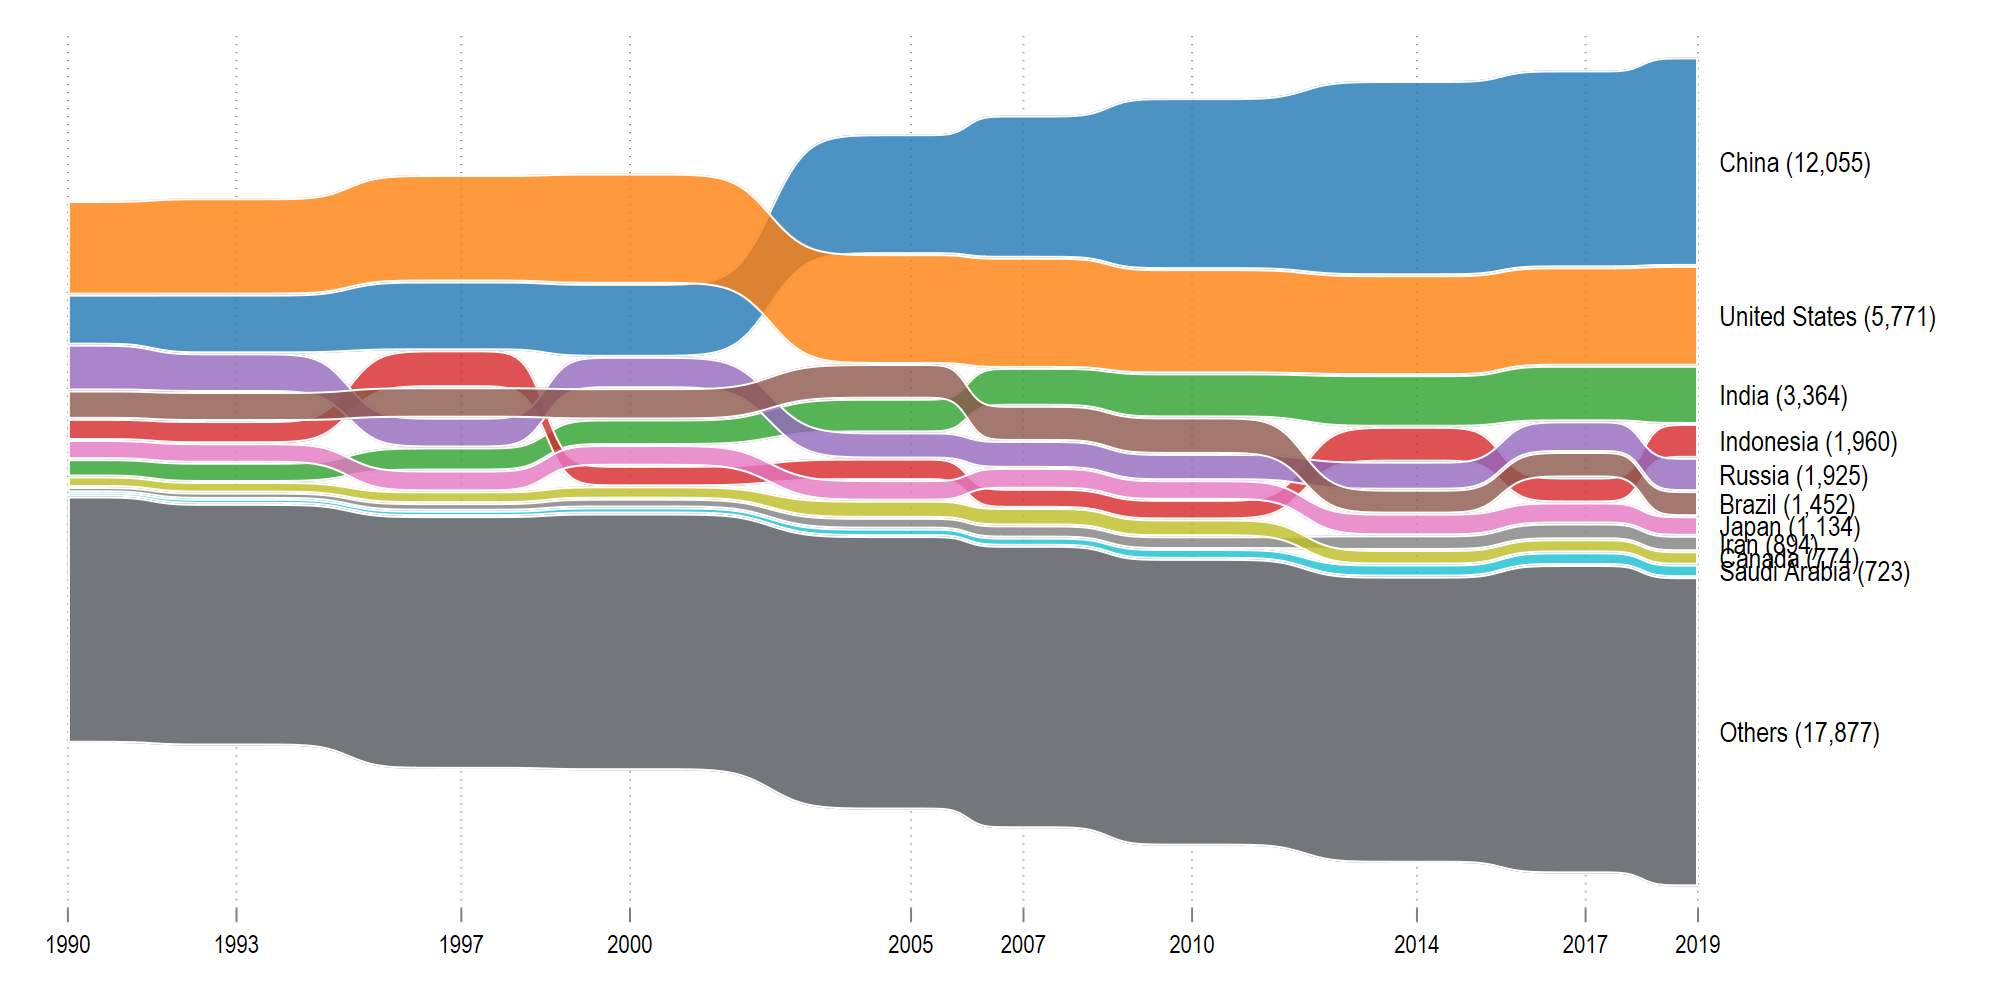 China (12,055)
United States (5,771)
India (3,364)
Indonesia (1,960)
Russia (1,925)
Brazil (1,452)
Japan (1,134)
Iran (894)
Canada (774)
Saudi Arabia (723)
Others (17,877)
1990 1993 1997 2000 2005 2007 2010 2014 2017 2019